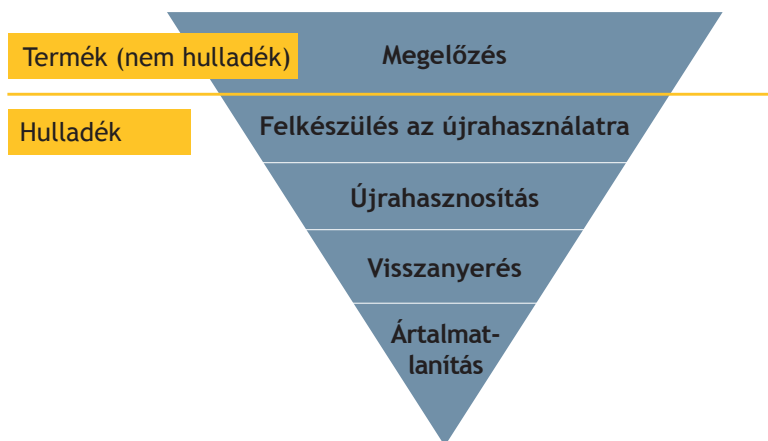 Termék (nem hulladék)
Megelőzés
Hulladék
Felkészülés az újrahasználatra
Újrahasznosítás
Visszanyerés
Ártalmat-
lanítás